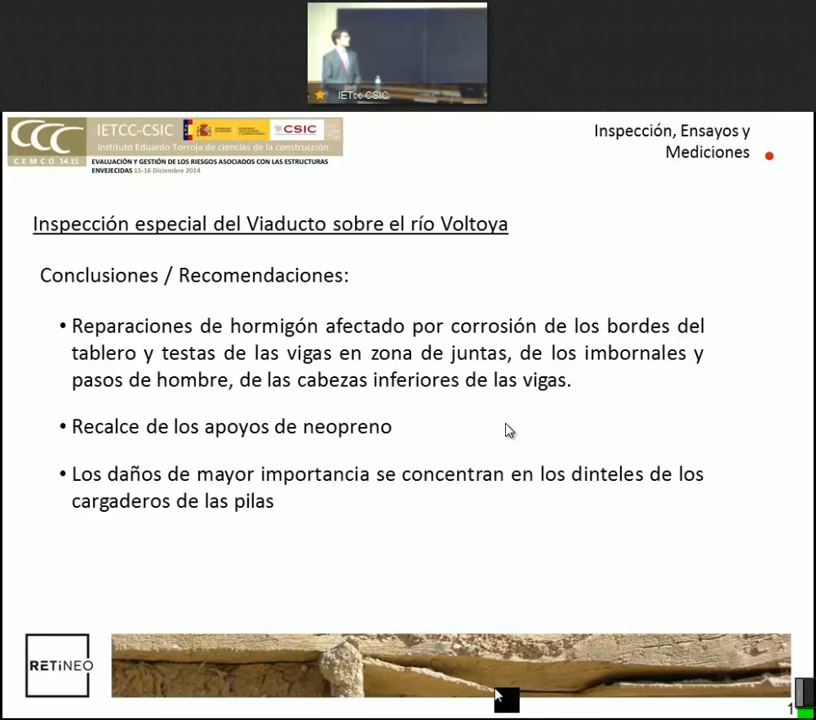 IETcc-CSIC
CCC
CEMCO 14.15
IETCC-CSIC
CSIC
Instituto Eduardo Torroja de ciencias de la construcción
EVALUACIÓN Y GESTIÓN DE LOS RIESGOS ASOCIADOS CON LAS ESTRUCTURAS
ENVEJECIDAS 15-16 Diciembre 2014
Inspección, Ensayos y
Mediciones
Inspección especial del Viaducto sobre el río Voltoya
Conclusiones / Recomendaciones:
• Reparaciones de hormigón afectado por corrosión de los bordes del
tablero y testas de las vigas en zona de juntas, de los imbornales y
pasos de hombre, de las cabezas inferiores de las vigas.
• Recalce de los apoyos de neopreno
• Los daños de mayor importancia se concentran en los dinteles de los
cargaderos de las pilas
RETINEO
1